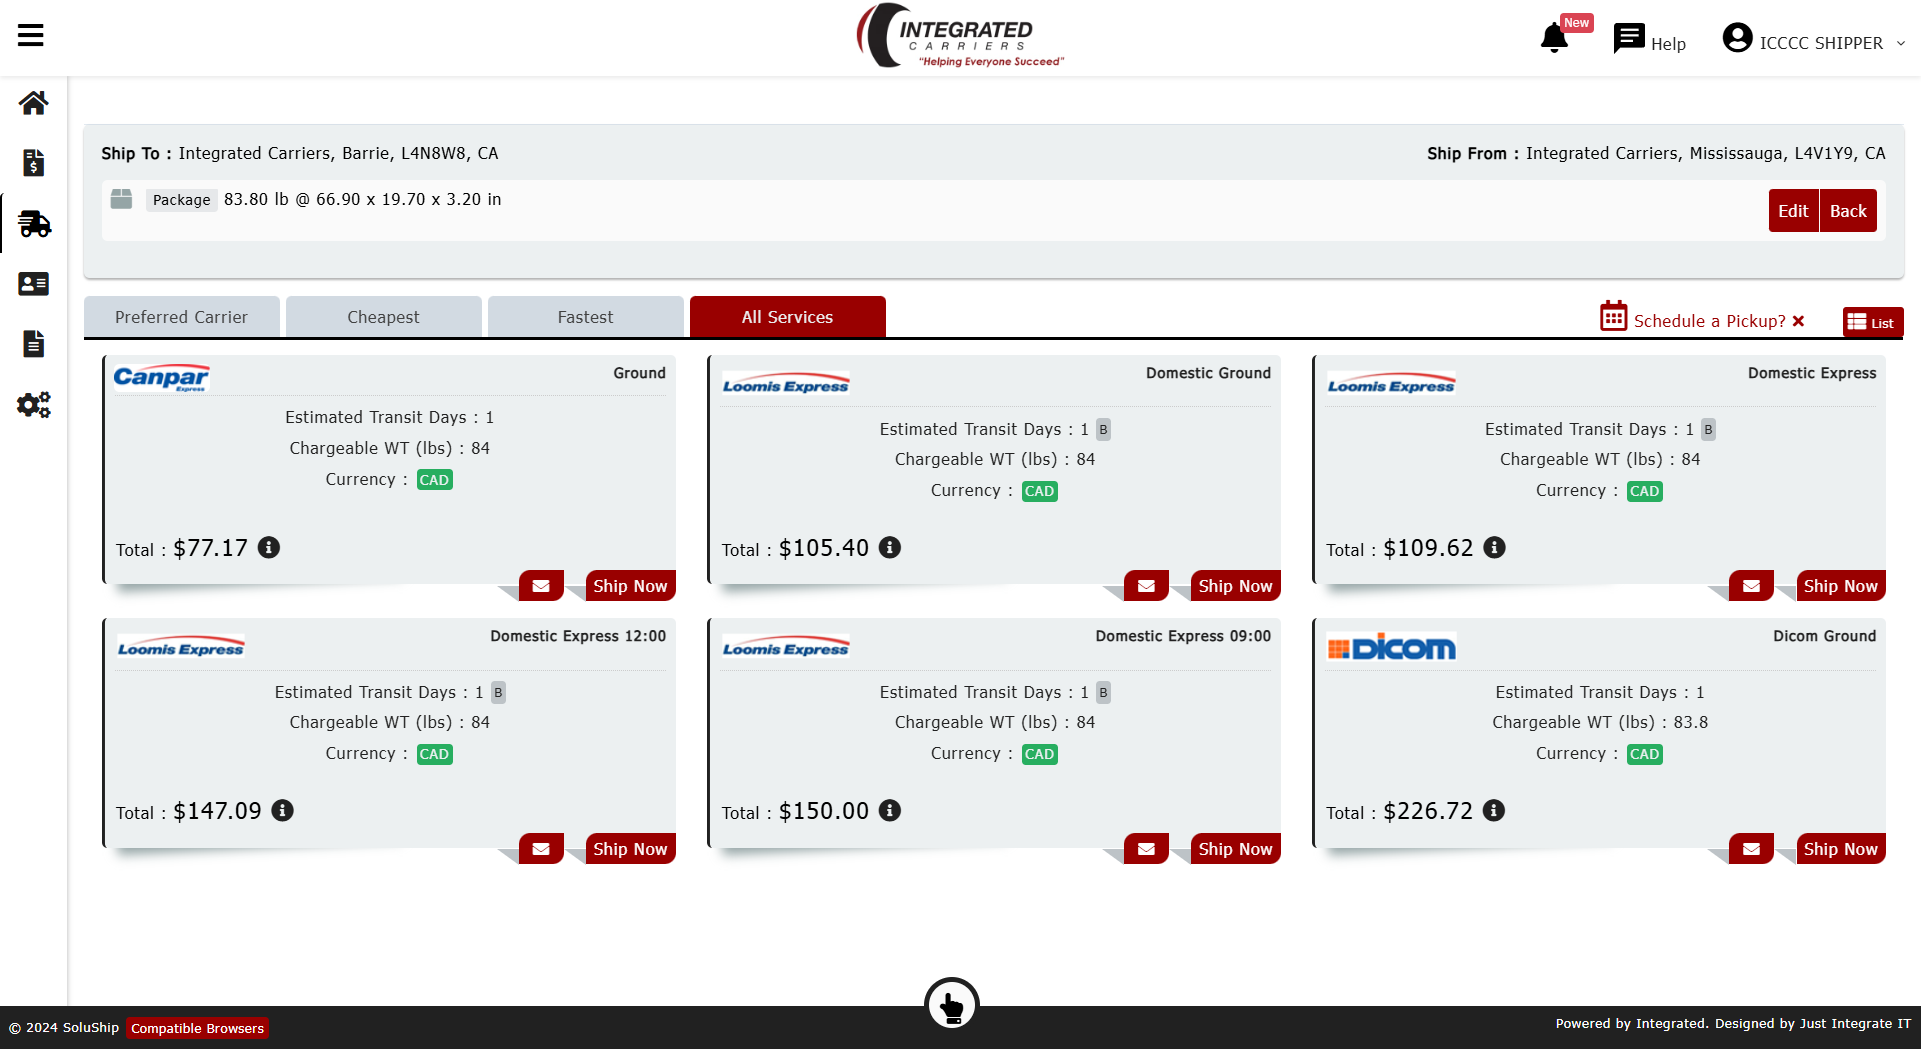 INTEGRATED
CARRIERS
"Helping Everyone Succeed"
New
Help
ICCCC SHIPPER
Ship To : Integrated Carriers, Barrie, L4N8W8, CA
Ship From : Integrated Carriers, Mississauga, L4V1Y9, CA
Package 83.80 lb @ 66.90 x 19.70 x 3.20 in
Edit Back
Preferred Carrier
Cheapest
Fastest
All Services
Schedule a Pickup?
List
Canpar Express
Ground
Estimated Transit Days : 1
Chargeable WT (lbs) : 84
Currency : CAD
Total : $77.17
Ship Now
Loomis Express
Domestic Ground
Estimated Transit Days : 1 B
Chargeable WT (lbs) : 84
Currency : CAD
Total : $105.40
Ship Now
Loomis Express
Domestic Express
Estimated Transit Days : 1 B
Chargeable WT (lbs) : 84
Currency : CAD
Total : $109.62
Ship Now
Loomis Express
Domestic Express 12:00
Estimated Transit Days : 1 B
Chargeable WT (lbs) : 84
Currency : CAD
Total : $147.09
Ship Now
Loomis Express
Domestic Express 09:00
Estimated Transit Days : 1 B
Chargeable WT (lbs) : 84
Currency : CAD
Total : $150.00
Ship Now
DICOM
Dicom Ground
Estimated Transit Days : 1
Chargeable WT (lbs) : 83.8
Currency : CAD
Total : $226.72
Ship Now
© 2024 SoluShip Compatible Browsers
Powered by Integrated. Designed by Just Integrate IT